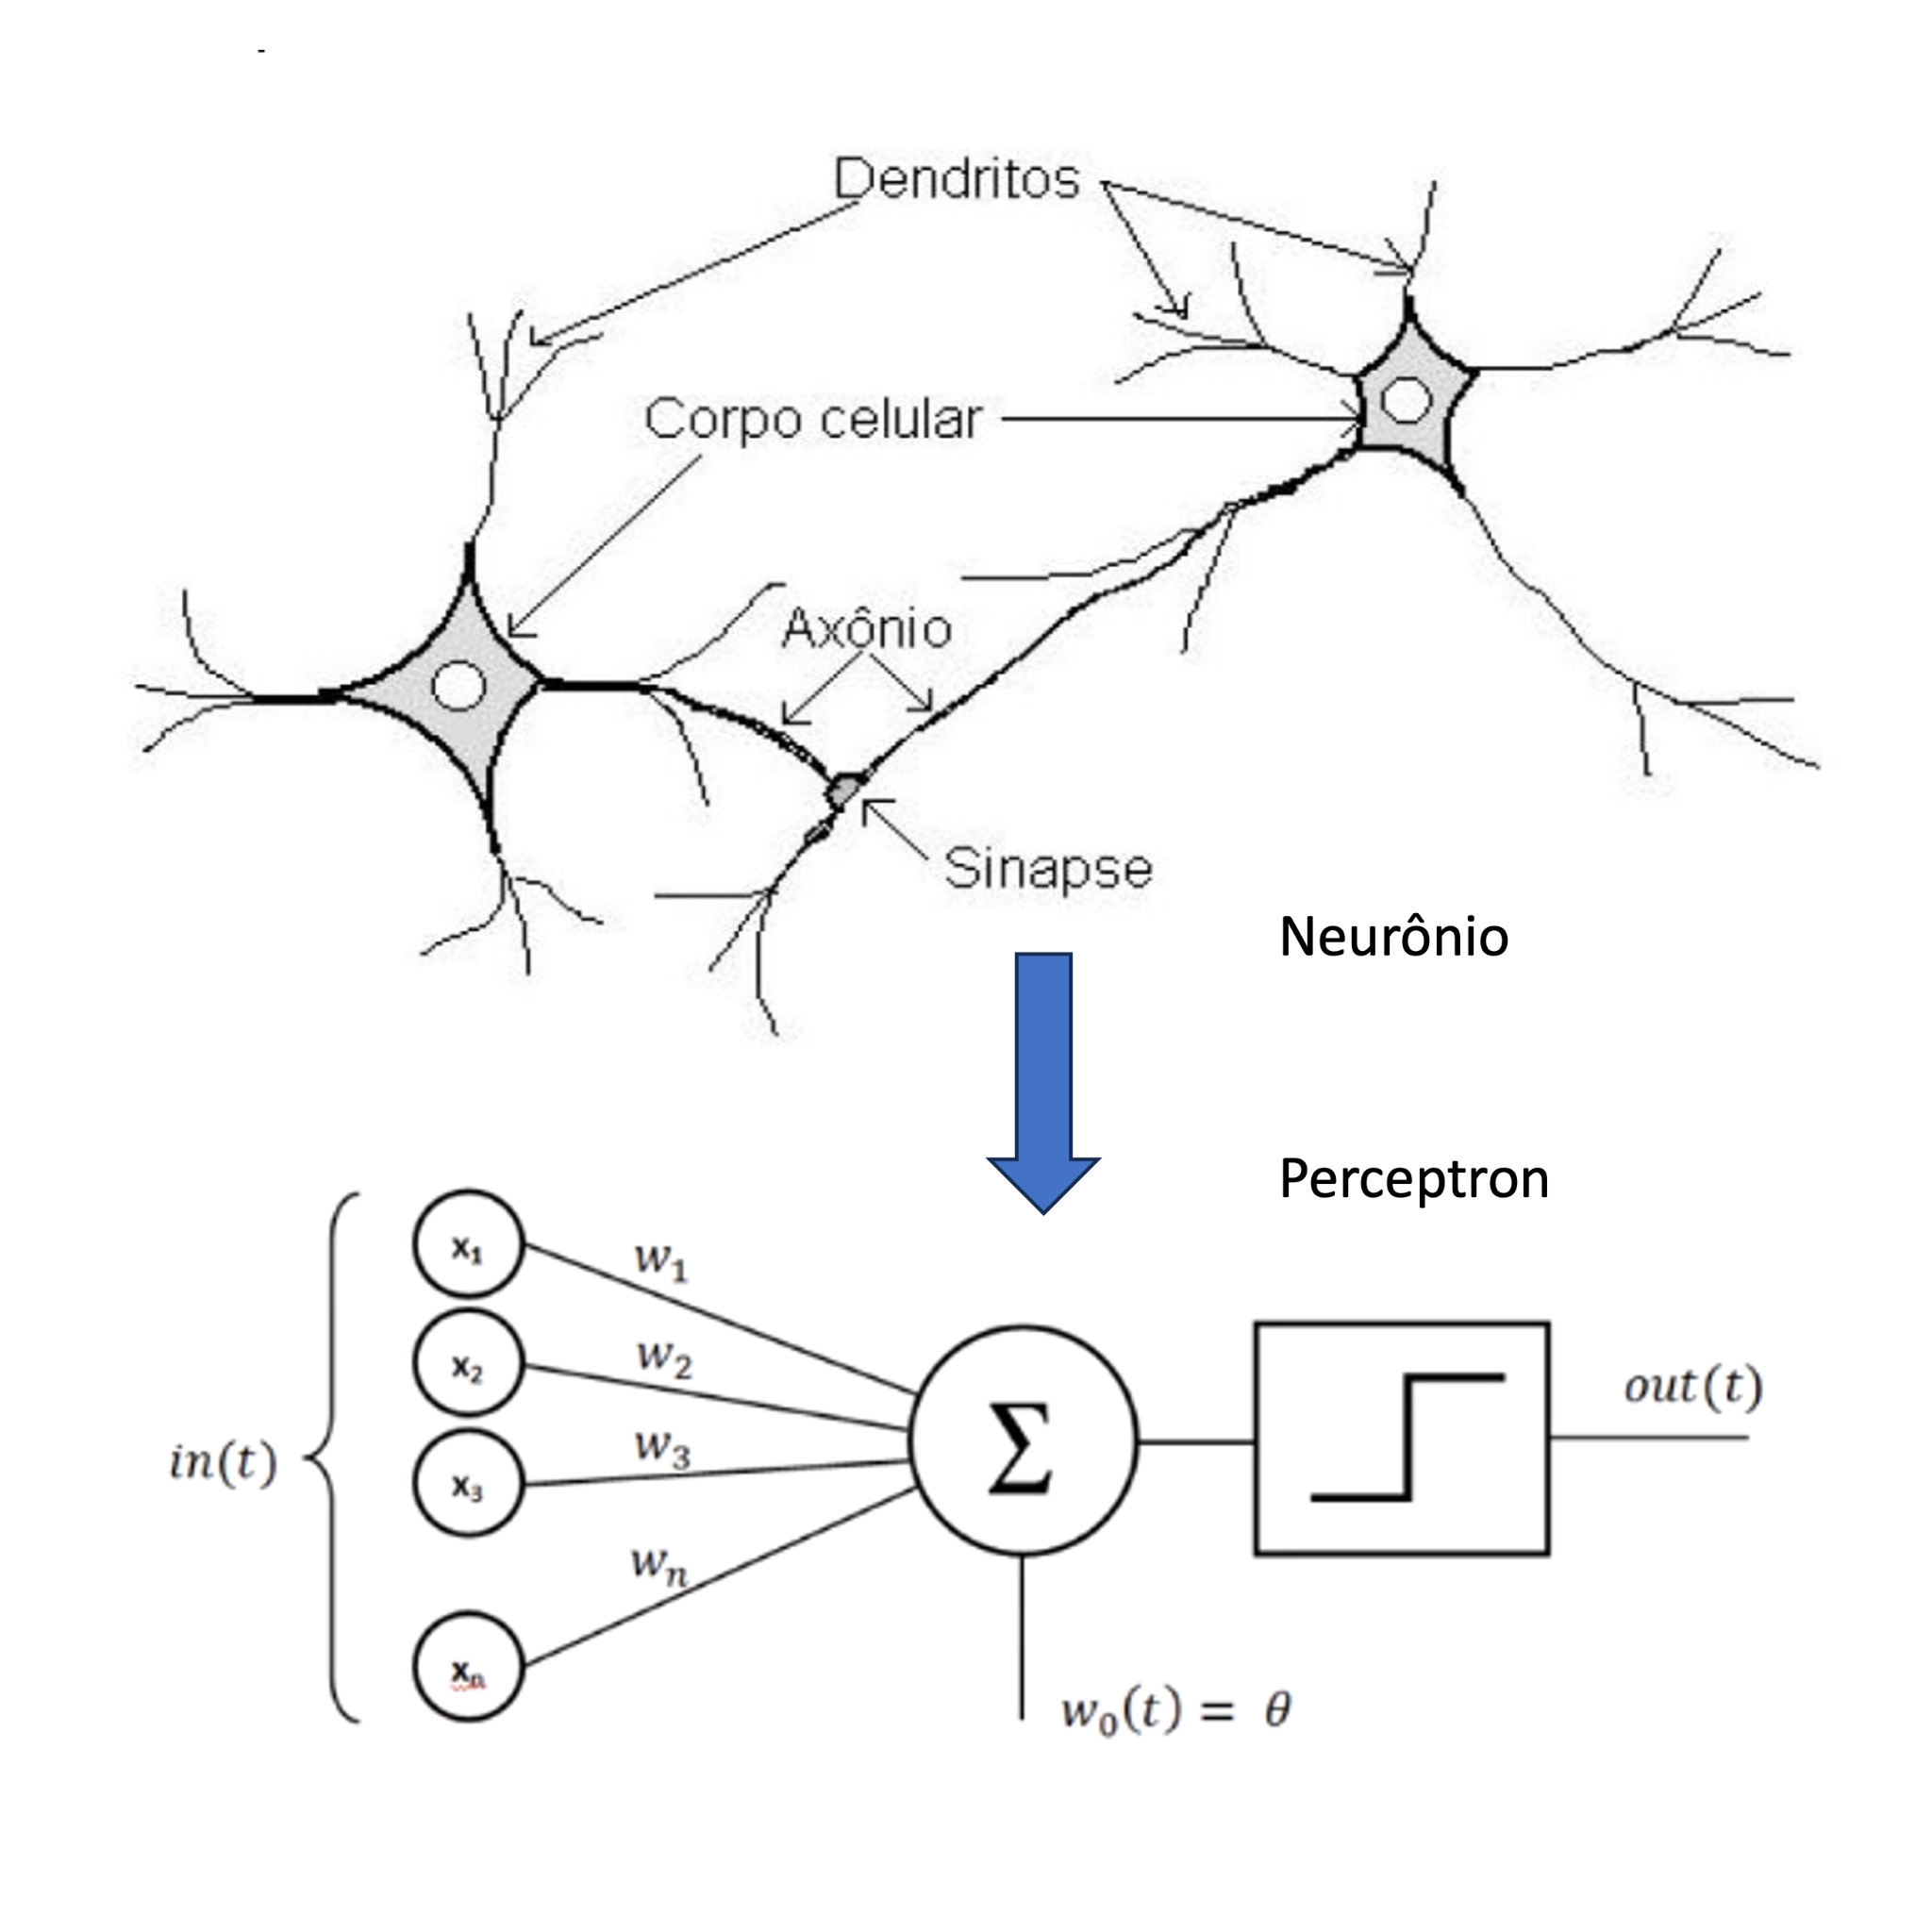 -
Dendritos
Corpo celular
Axônio
Sinapse
Neurônio
Perceptron
x₁
w₁
x₂
w₂
out(t)
in(t)
w₃
x₃
Σ
wₙ
xₙ
w₀(t) = θ